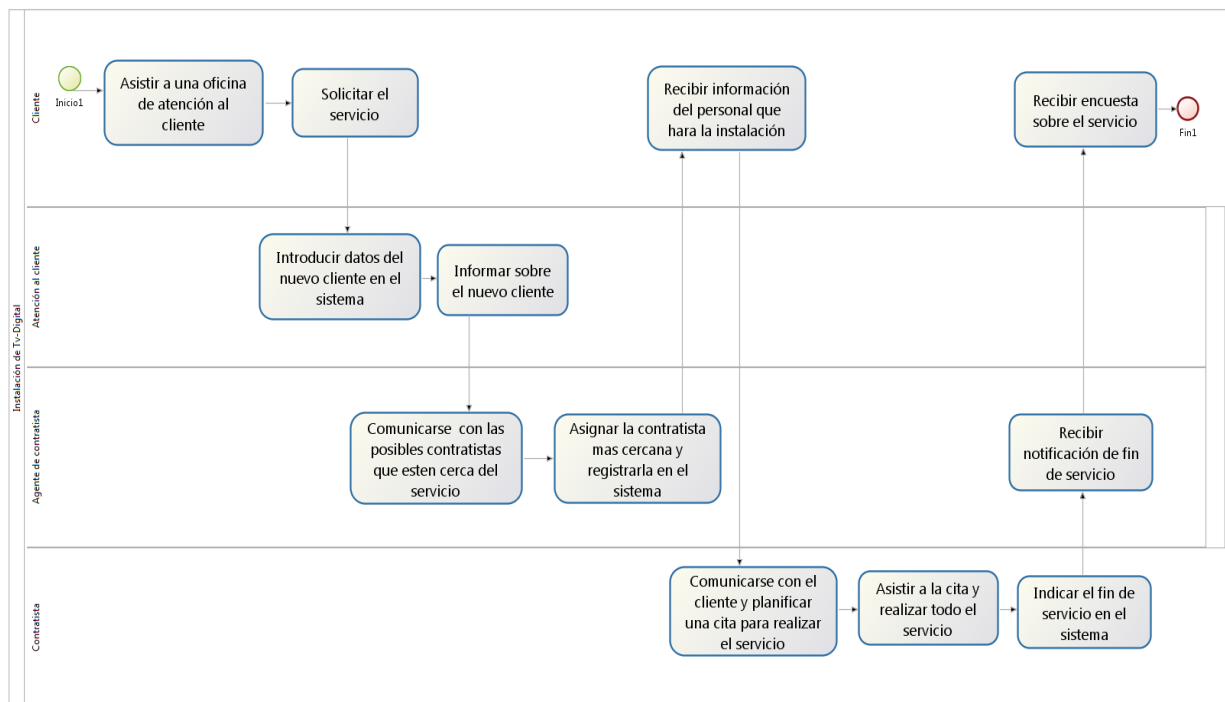 Instalación de Tv-Digital
Cliente
Inicio1
Asistir a una oficina
de atención al
cliente
Solicitar el
servicio
Recibir información
del personal que
hara la instalación
Recibir encuesta
sobre el servicio
Fin1
Atención al cliente
Introducir datos del
nuevo cliente en el
sistema
Informar sobre
el nuevo cliente
Agente de contratista
Comunicarse con las
posibles contratistas
que esten cerca del
servicio
Asignar la contratista
mas cercana y
registrarla en el
sistema
Recibir
notificación de fin
de servicio
Contratista
Comunicarse con el
cliente y planificar
una cita para realizar
el servicio
Asistir a la cita y
realizar todo el
servicio
Indicar el fin de
servicio en el
sistema